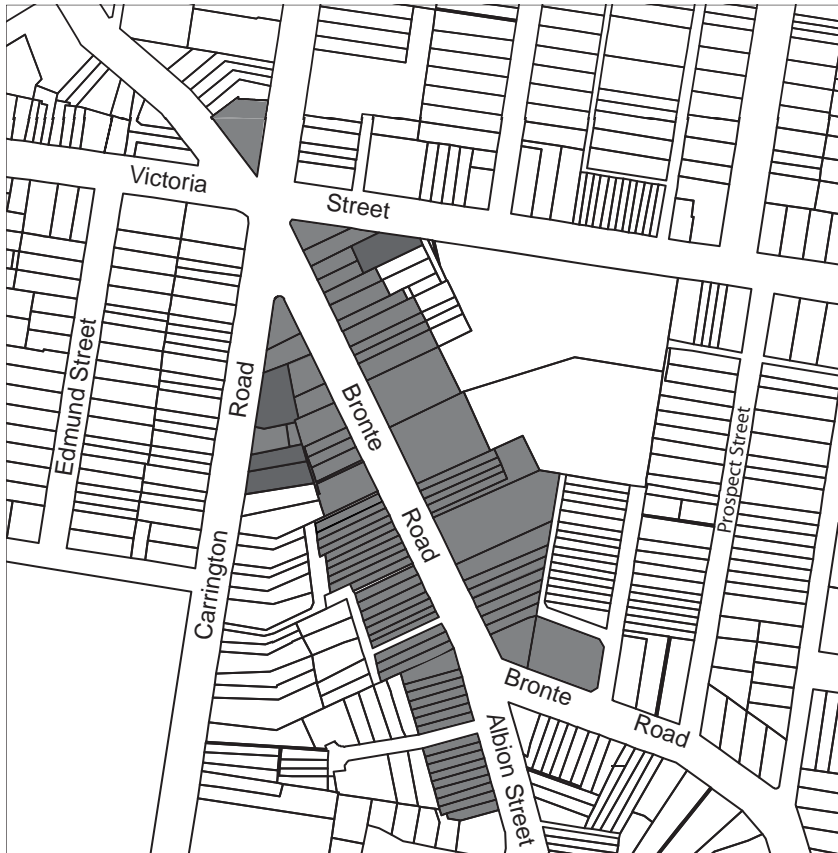 Victoria
Street
Edmund Street
Road
Bronte
Prospect Street
Road
Carrington
Bronte
Road
Albion Street